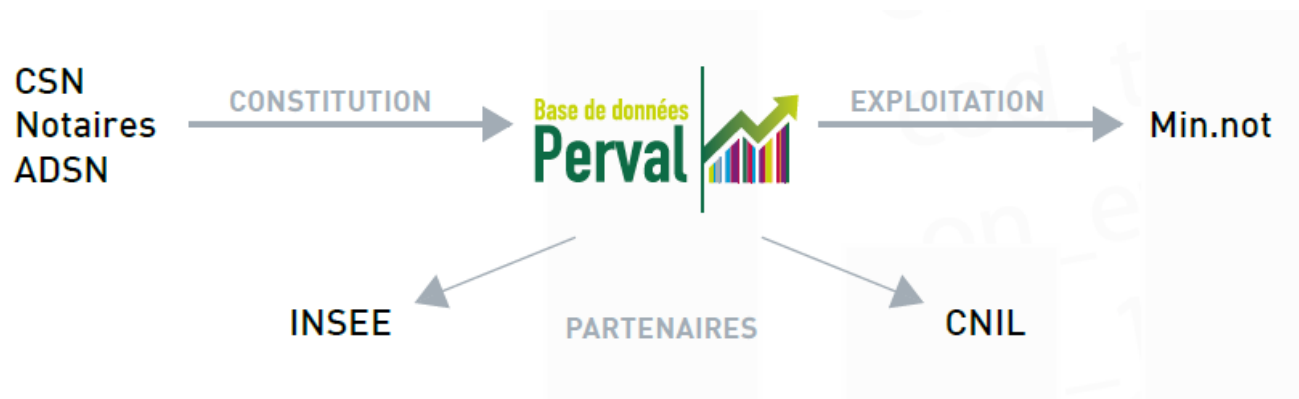 CSN
Notaires
ADSN
CONSTITUTION
Base de données
Perval
EXPLOITATION
Min.not
INSEE
PARTENAIRES
CNIL